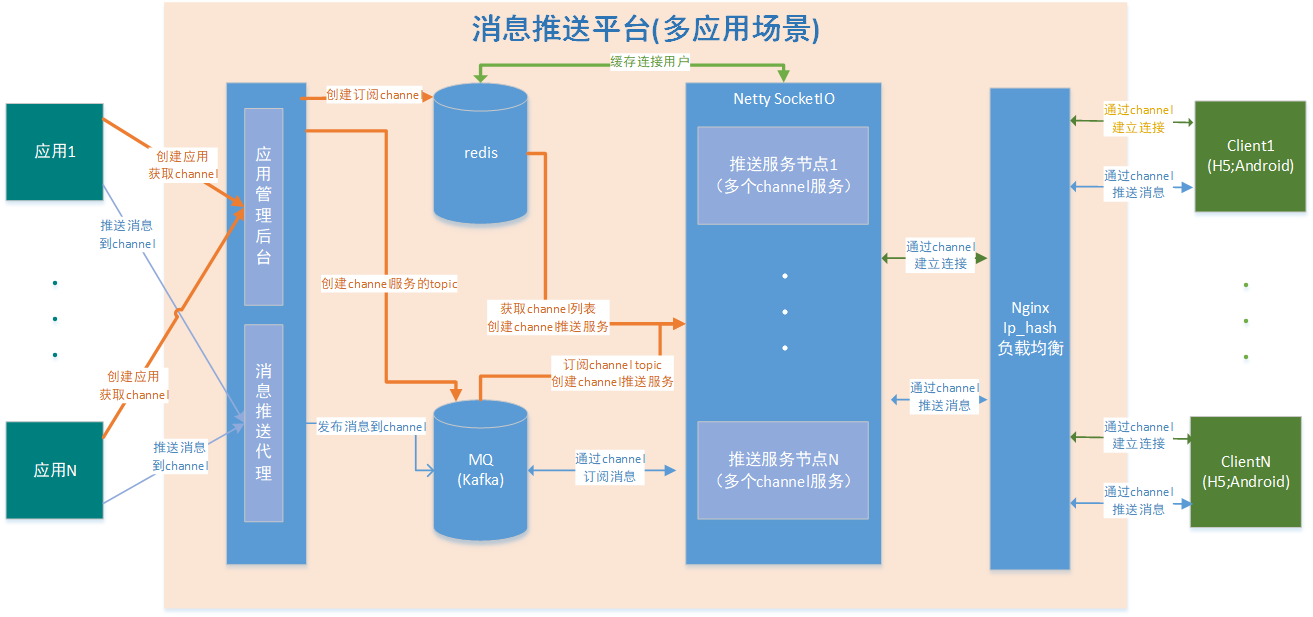 消息推送平台(多应用场景)
缓存连接用户
应用1
应用N
创建应用
获取channel
推送消息
到channel
创建应用
获取channel
推送消息
到channel
应用管理后台
消息推送代理
创建订阅channel
redis
创建channel服务的topic
发布消息到channel
MQ
(Kafka)
获取channel列表
创建channel推送服务
订阅channel topic
创建channel推送服务
通过channel
订阅消息
Netty SocketIO
推送服务节点1
（多个channel服务）
推送服务节点N
（多个channel服务）
通过channel
建立连接
通过channel
推送消息
Nginx
Ip_hash
负载均衡
通过channel
建立连接
通过channel
推送消息
Client1
(H5;Android)
通过channel
建立连接
通过channel
推送消息
ClientN
(H5;Android)